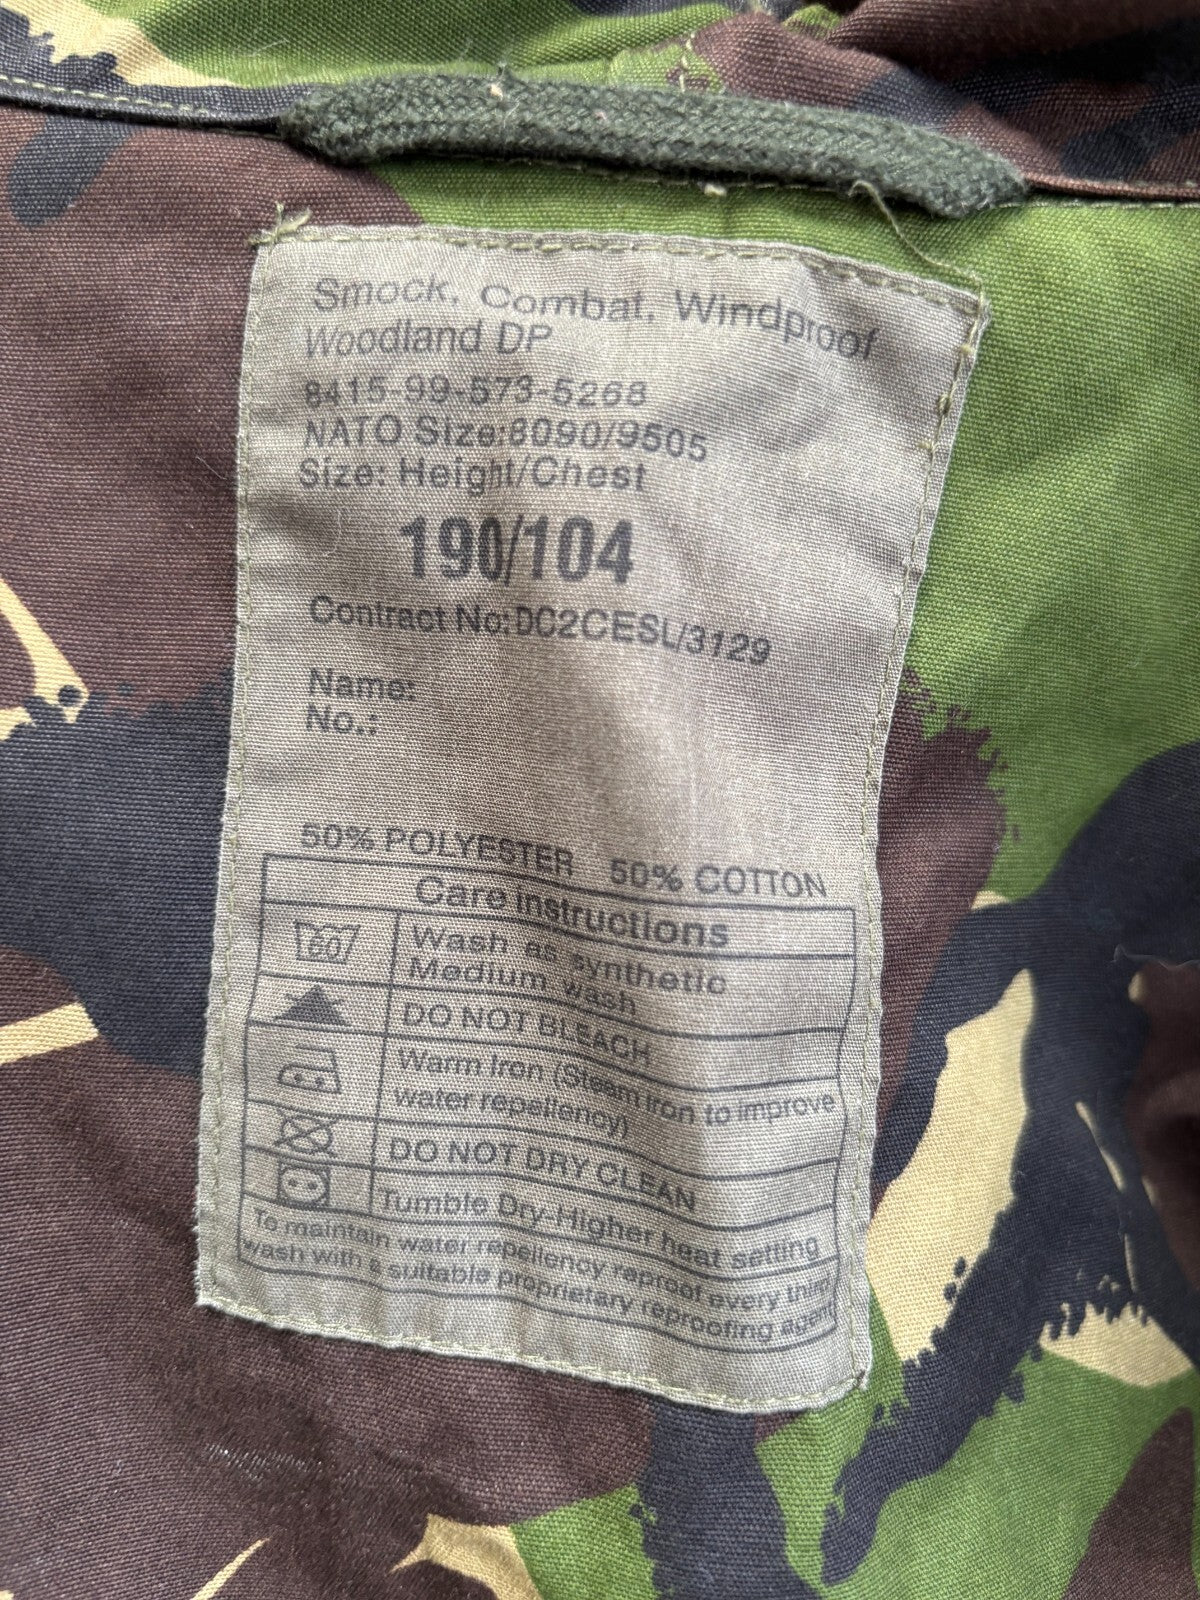 Smock, Combat, Windproof
Woodland DP
8415-99-573-5268
NATO Size:8090/9505
Size: Height/Chest
190/104
Contract No:DC2CESL/3129
Name:
No.:
50% POLYESTER 50% COTTON
Care instructions
60
Wash as synthetic
Medium wash
DO NOT BLEACH
Warm Iron (Steam iron to improve
water repellency)
DO NOT DRY CLEAN
Tumble Dry-Higher heat setting
To maintain water repellency reproof every third
wash with a suitable proprietary reproofing agent